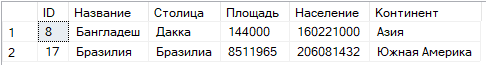 ID Название Столица Площадь Население Континент
1 8 Бангладеш Дакка 144000 160221000 Азия
2 17 Бразилия Бразилиа 8511965 206081432 Южная Америка